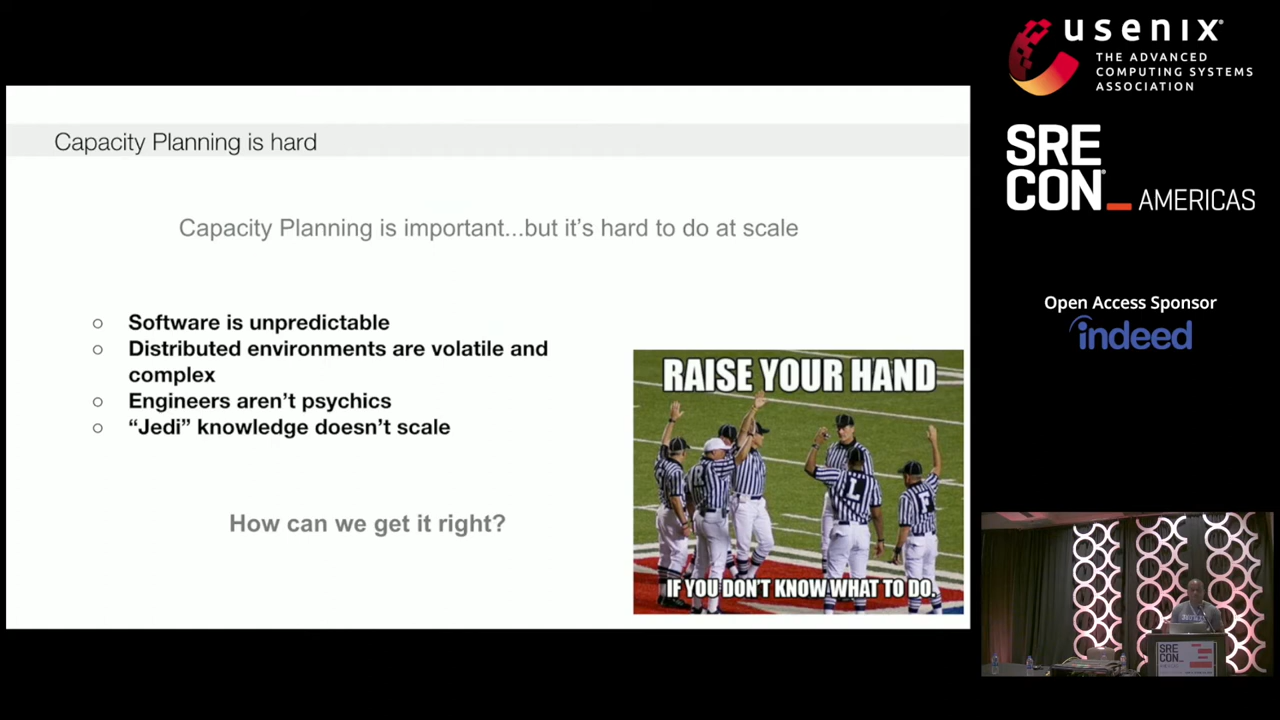 usenix®
THE ADVANCED
COMPUTING SYSTEMS
ASSOCIATION
SRE
CON® AMERICAS
Open Access Sponsor
indeed
Capacity Planning is hard
Capacity Planning is important...but it's hard to do at scale
○ Software is unpredictable
○ Distributed environments are volatile and
complex
○ Engineers aren't psychics
○ “Jedi” knowledge doesn't scale
How can we get it right?
RAISE YOUR HAND
L
F
IF YOU DON'T KNOW WHAT TO DO.
SRE
CON